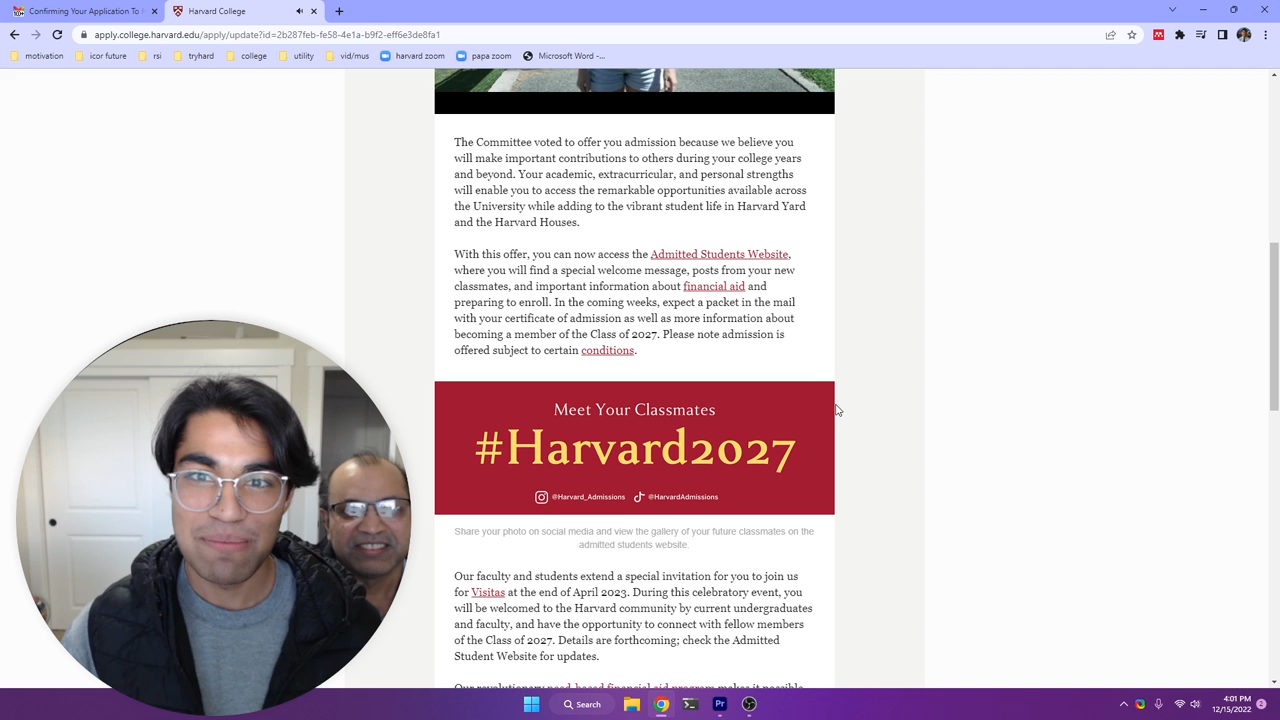 Confirming Your Application To H
Harvard College
apply.college.harvard.edu/apply/update?id=2b287feb-fe58-4e1a-b9f2-eff6e3de8fa1
motivation
icor future
rsi
tryhard
college
utility
vid/mus
harvard zoom
papa zoom
Microsoft Word -...
The Committee voted to offer you admission because we believe you
will make important contributions to others during your college years
and beyond. Your academic, extracurricular, and personal strengths
will enable you to access the remarkable opportunities available across
the University while adding to the vibrant student life in Harvard Yard
and the Harvard Houses.
With this offer, you can now access the Admitted Students Website,
where you will find a special welcome message, posts from your new
classmates, and important information about financial aid and
preparing to enroll. In the coming weeks, expect a packet in the mail
with your certificate of admission as well as more information about
becoming a member of the Class of 2027. Please note admission is
offered subject to certain conditions.
Meet Your Classmates
#Harvard2027
@Harvard_Admissions @HarvardAdmissions
Share your photo on social media and view the gallery of your future classmates on the
admitted students website.
Our faculty and students extend a special invitation for you to join us
for Visitas at the end of April 2023. During this celebratory event, you
will be welcomed to the Harvard community by current undergraduates
and faculty, and have the opportunity to connect with fellow members
of the Class of 2027. Details are forthcoming; check the Admitted
Student Website for updates.
Our revolutionary need-based financial aid program makes it possible
Search
Pr
4:01 PM
12/15/2022